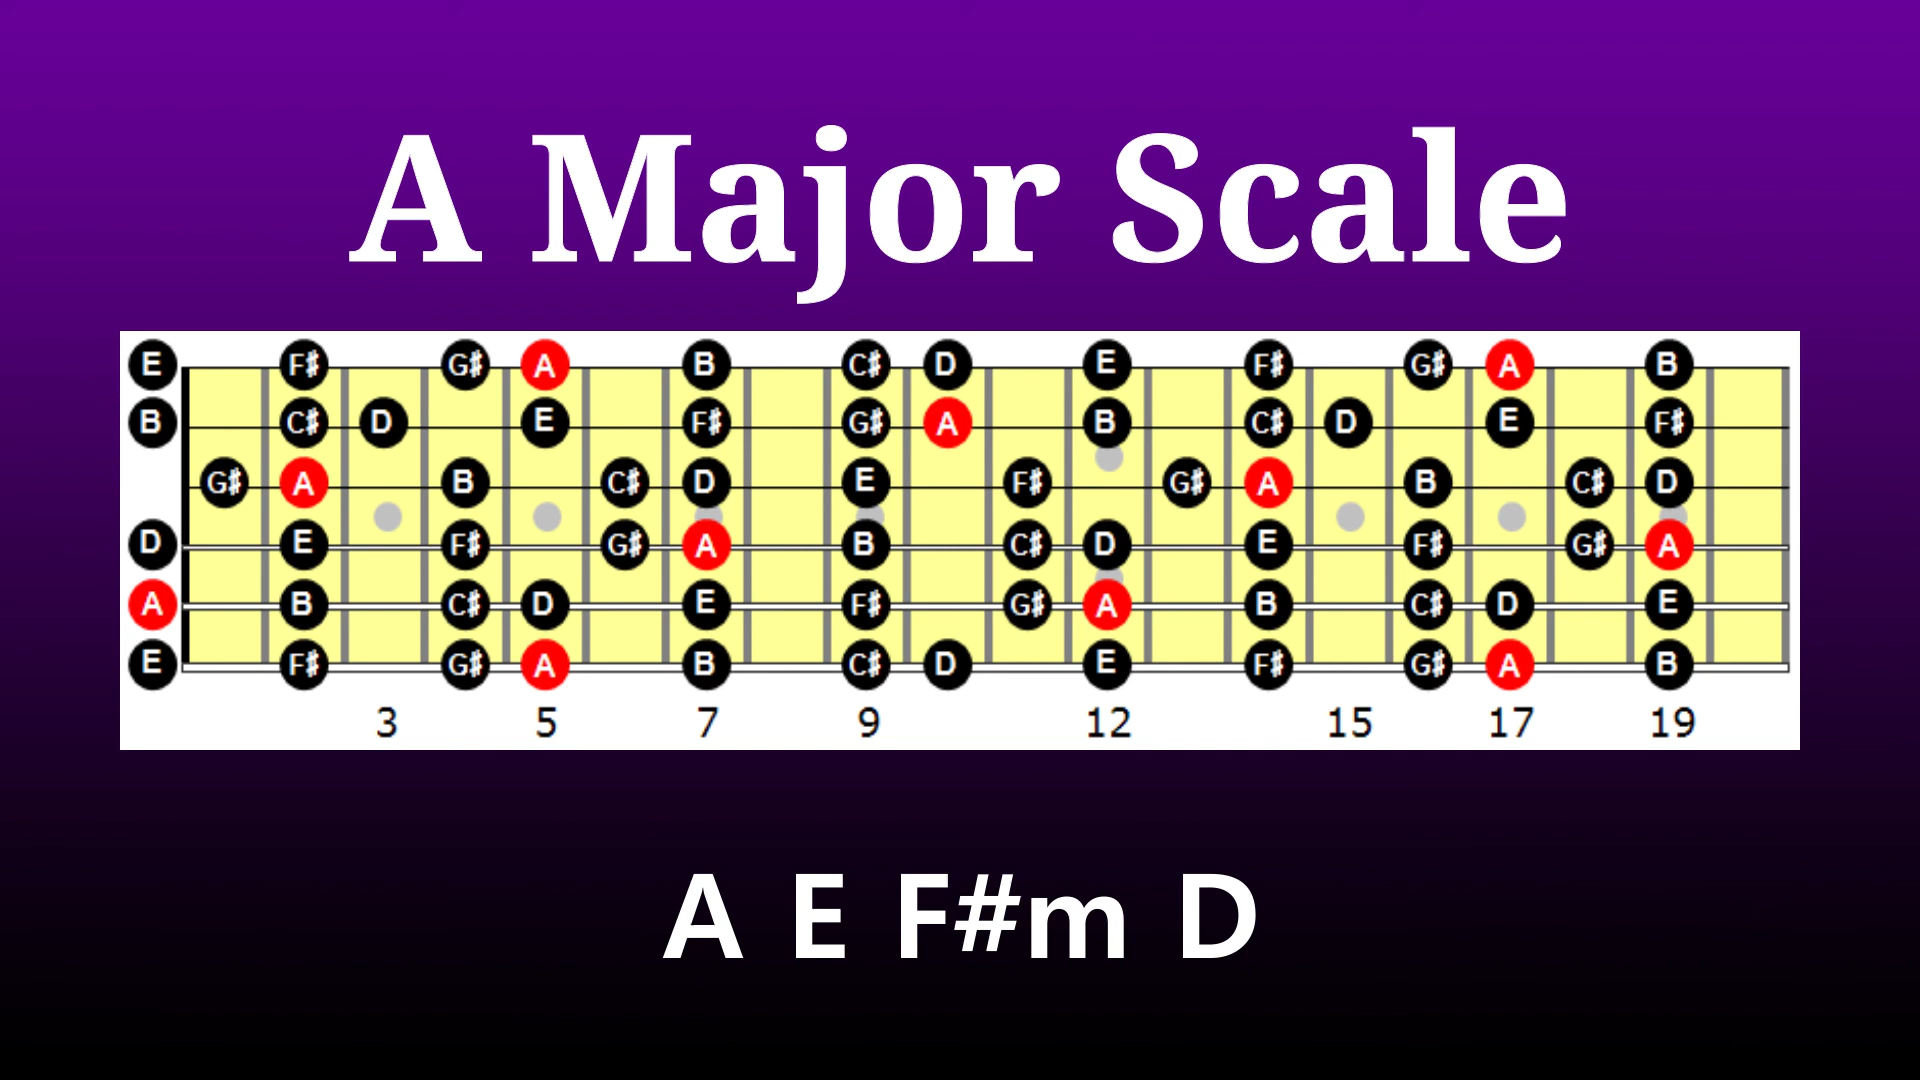 A Major Scale
E F♯ G♯ A B C♯ D E F♯ G♯ A B
B C♯ D E F♯ G♯ A B C♯ D E F♯
G♯ A B C♯ D E F♯ G♯ A B C♯ D
D E F♯ G♯ A B C♯ D E F♯ G♯ A
A B C♯ D E F♯ G♯ A B C♯ D E
E F♯ G♯ A B C♯ D E F♯ G♯ A B
3 5 7 9 12 15 17 19
A E F#m D